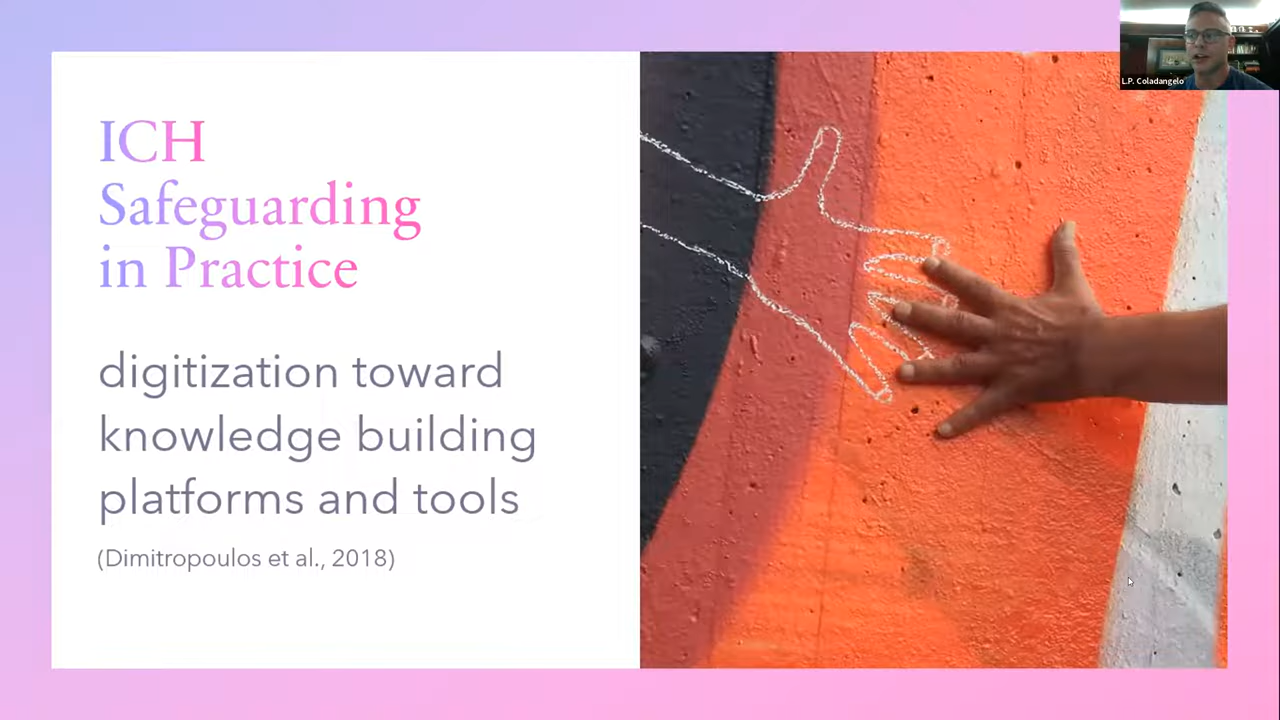 ICH
Safeguarding
in Practice
digitization toward
knowledge building
platforms and tools
(Dimitropoulos et al., 2018)
L.P. Coladangelo